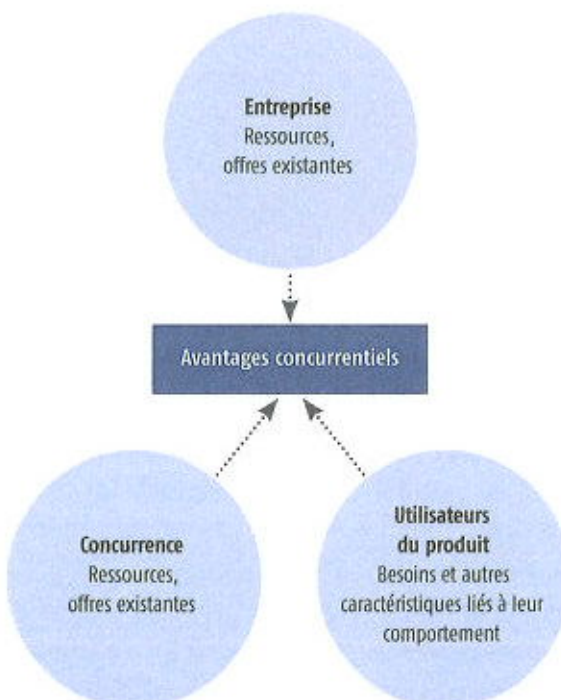 Entreprise
Ressources,
offres existantes
Avantages concurrentiels
Concurrence
Ressources,
offres existantes
Utilisateurs
du produit
Besoins et autres
caractéristiques liés à leur
comportement